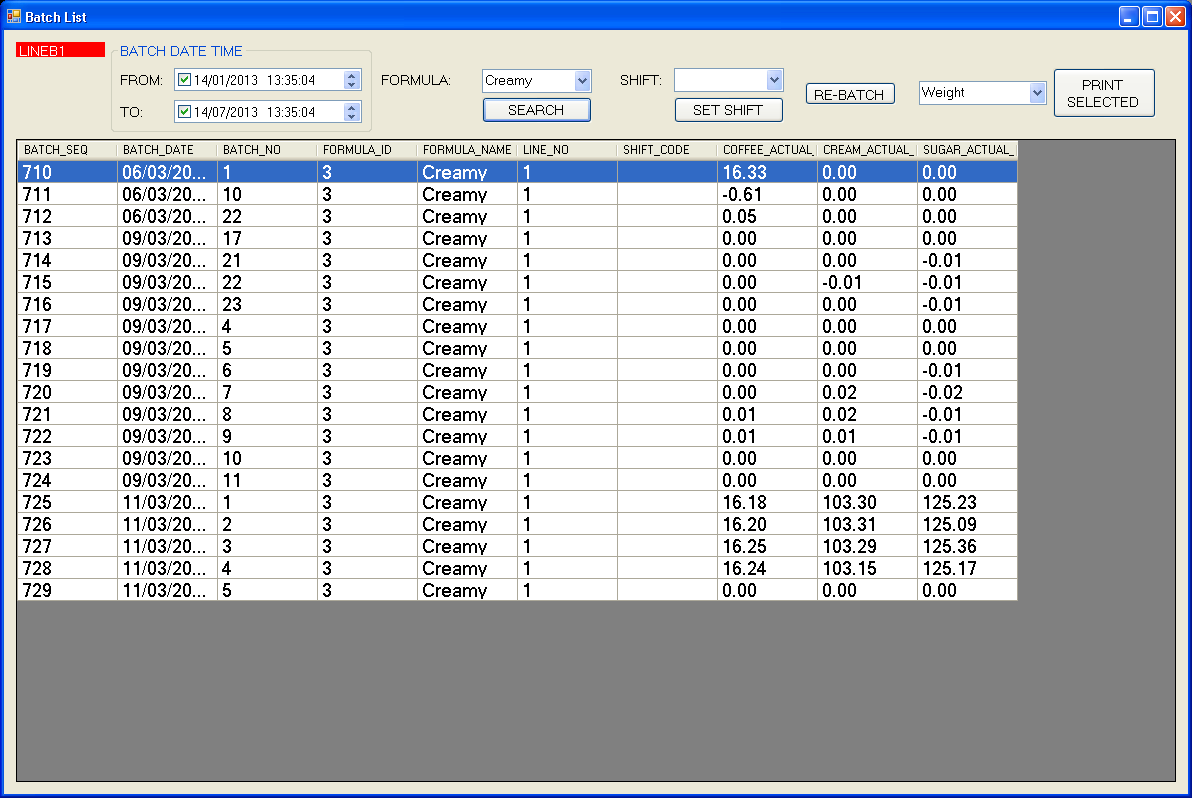 Batch List
LINEB1
BATCH DATE TIME
FROM: 14/01/2013 13:35:04 FORMULA: Creamy SHIFT:
RE-BATCH Weight PRINT SELECTED
TO: 14/07/2013 13:35:04 SEARCH SET SHIFT
BATCH_SEQ BATCH_DATE BATCH_NO FORMULA_ID FORMULA_NAME LINE_NO SHIFT_CODE COFFEE_ACTUAL_ CREAM_ACTUAL_ SUGAR_ACTUAL_
710 06/03/20... 1 3 Creamy 1 16.33 0.00 0.00
711 06/03/20... 10 3 Creamy 1 -0.61 0.00 0.00
712 06/03/20... 22 3 Creamy 1 0.05 0.00 0.00
713 09/03/20... 17 3 Creamy 1 0.00 0.00 0.00
714 09/03/20... 21 3 Creamy 1 0.00 0.00 -0.01
715 09/03/20... 22 3 Creamy 1 0.00 -0.01 -0.01
716 09/03/20... 23 3 Creamy 1 0.00 0.00 -0.01
717 09/03/20... 4 3 Creamy 1 0.00 0.00 0.00
718 09/03/20... 5 3 Creamy 1 0.00 0.00 0.00
719 09/03/20... 6 3 Creamy 1 0.00 0.00 -0.01
720 09/03/20... 7 3 Creamy 1 0.00 0.02 -0.02
721 09/03/20... 8 3 Creamy 1 0.01 0.02 -0.01
722 09/03/20... 9 3 Creamy 1 0.01 0.01 -0.01
723 09/03/20... 10 3 Creamy 1 0.00 0.00 0.00
724 09/03/20... 11 3 Creamy 1 0.00 0.00 0.00
725 11/03/20... 1 3 Creamy 1 16.18 103.30 125.23
726 11/03/20... 2 3 Creamy 1 16.20 103.31 125.09
727 11/03/20... 3 3 Creamy 1 16.25 103.29 125.36
728 11/03/20... 4 3 Creamy 1 16.24 103.15 125.17
729 11/03/20... 5 3 Creamy 1 0.00 0.00 0.00